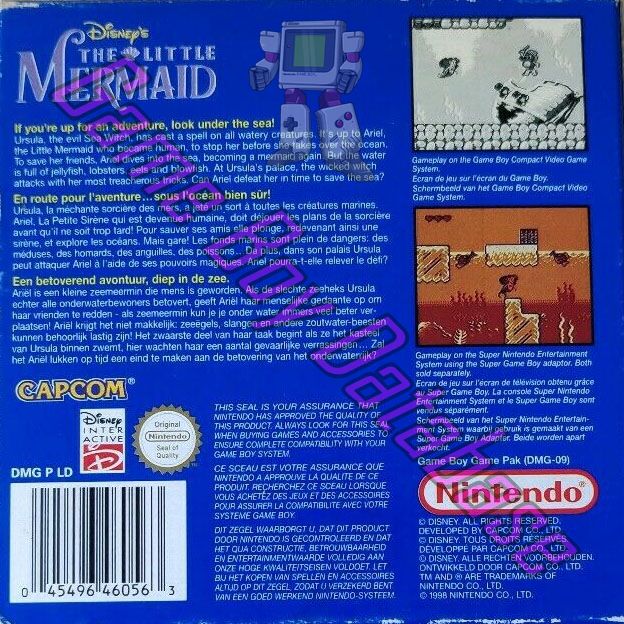 Disney's
THE LITTLE
MERMAID
If you're up for an adventure, look under the sea!
Ursula, the evil Sea Witch, has cast a spell on all watery creatures. It's up to Ariel,
the Little Mermaid who became human, to stop her before she takes over the ocean.
To save her friends, Ariel dives into the sea, becoming a mermaid again. But the water
is full of jellyfish, lobsters, eels and blowfish. At Ursula's palace, the wicked witch
attacks with her most treacherous tricks. Can Ariel defeat her in time to save the sea?
En route pour l'aventure... sous l'océan bien sûr!
Ursula, la méchante sorcière des mers, a jeté un sort à toutes les créatures marines.
Ariel, La Petite Sirène qui est devenue humaine, doit déjouer les plans de la sorcière
avant qu'il ne soit trop tard! Pour sauver ses amis elle plonge, redevenant ainsi une
sirène, et explore les océans. Mais gare! Les fonds marins sont plein de dangers: des
méduses, des homards, des anguilles, des poissons... De plus, dans son palais Ursula
peut attaquer Ariel à l'aide de ses pouvoirs magiques. Ariel pourra-t-elle relever le défi?
Een betoverend avontuur, diep in de zee.
Ariël is een kleine zeemeermin die mens is geworden. Als de slechte zeeheks Ursula
echter alle onderwaterbewoners betovert, geeft Ariël haar menselijke gedaante op om
haar vrienden te redden - als zeemeermin kun je je onder water immers veel beter ver-
plaatsen! Ariël krijgt het niet makkelijk: zeeëgels, slangen en andere zoutwater-beesten
kunnen behoorlijk lastig zijn! Het zwaarste deel van haar taak begint als ze het kasteel
van Ursula binnen zwemt, hier wachten haar een aantal gevaarlijke verrassingen... Zal
het Ariël lukken op tijd een eind te maken aan de betovering van het onderwaterrijk?
Gameplay on the Game Boy Compact Video Game
System.
Ecran de jeu sur l'écran du Game Boy.
Schermbeeld van het Game Boy Compact Video
Game System.
Gameplay on the Super Nintendo Entertainment
System using the Super Game Boy adaptor. Both
sold separately.
Ecran de jeu sur l'écran de télévision obtenu grâce
au Super Game Boy. La console Super Nintendo
Entertainment System et le Super Game Boy sont
vendus séparément.
Schermbeeld van het Super Nintendo Entertain-
ment System waarbij gebruik is gemaakt van een
Super Game Boy Adaptor. Beide worden apart
verkocht.
Game Boy Game Pak (DMG-09)
CAPCOM®
DISNEY
INTER
ACTIVE
D
Original
Nintendo
Seal of
Quality
DMG P LD
0 45496 46056 3
THIS SEAL IS YOUR ASSURANCE THAT
NINTENDO HAS APPROVED THE QUALITY OF
THIS PRODUCT. ALWAYS LOOK FOR THIS SEAL
WHEN BUYING GAMES AND ACCESSORIES TO
ENSURE COMPLETE COMPATIBILITY WITH YOUR
GAME BOY SYSTEM.
CE SCEAU EST VOTRE ASSURANCE QUE
NINTENDO A APPROUVE LA QUALITE DE CE
PRODUIT. RECHERCHEZ CE SCEAU LORSQUE
VOUS ACHETEZ DES JEUX ET DES ACCESSOIRES
POUR ASSURER LA COMPATIBILITE AVEC VOTRE
SYSTEME GAME BOY.
DIT ZEGEL WAARBORGT U, DAT DIT PRODUCT
DOOR NINTENDO IS GECONTROLEERD EN DAT
HET QUA CONSTRUCTIE, BETROUWBAARHEID
EN ENTERTAINMENTWAARDE VOLLEDIG AAN
ONZE HOGE KWALITEITSEISEN VOLDOET. LET
BIJ HET KOPEN VAN SPELLEN EN ACCESSOIRES
ALTIJD OP DIT ZEGEL, ZODAT U VERZEKERD BENT
VAN EEN GOED WERKEND NINTENDO-SYSTEEM.
Nintendo®
© DISNEY. ALL RIGHTS RESERVED.
DEVELOPED BY CAPCOM CO., LTD.
© DISNEY. TOUS DROITS RESERVES.
DEVELOPPE PAR CAPCOM CO., LTD.
© DISNEY. ALLE RECHTEN VOORBEHOUDEN.
ONTWIKKELD DOOR CAPCOM CO., LTD.
TM AND ® ARE TRADEMARKS OF
NINTENDO CO., LTD.
© 1998 NINTENDO CO., LTD.